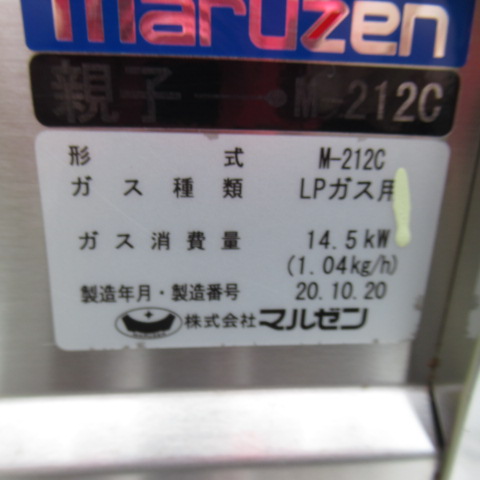 maruzen
親子 M-212C
形 式 M-212C
ガス種類 LPガス用
ガス消費量 14.5kW
(1.04kg/h)
製造年月・製造番号 20.10.20
株式会社マルゼン